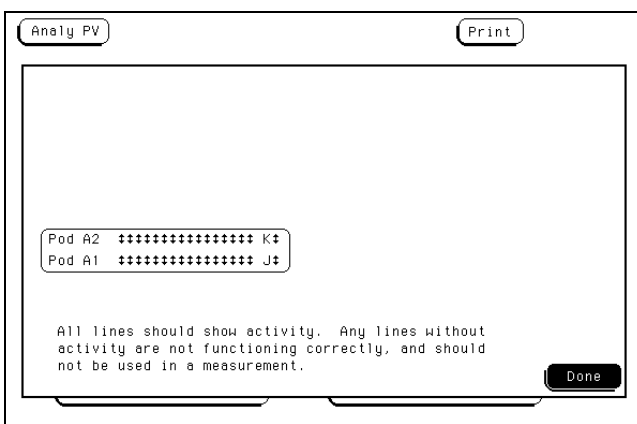 Analy PV
Print
Pod A2 ↕↕↕↕↕↕↕↕↕↕↕↕↕↕↕↕ K↕
Pod A1 ↕↕↕↕↕↕↕↕↕↕↕↕↕↕↕↕ J↕
All lines should show activity. Any lines without
activity are not functioning correctly, and should
not be used in a measurement.
Done